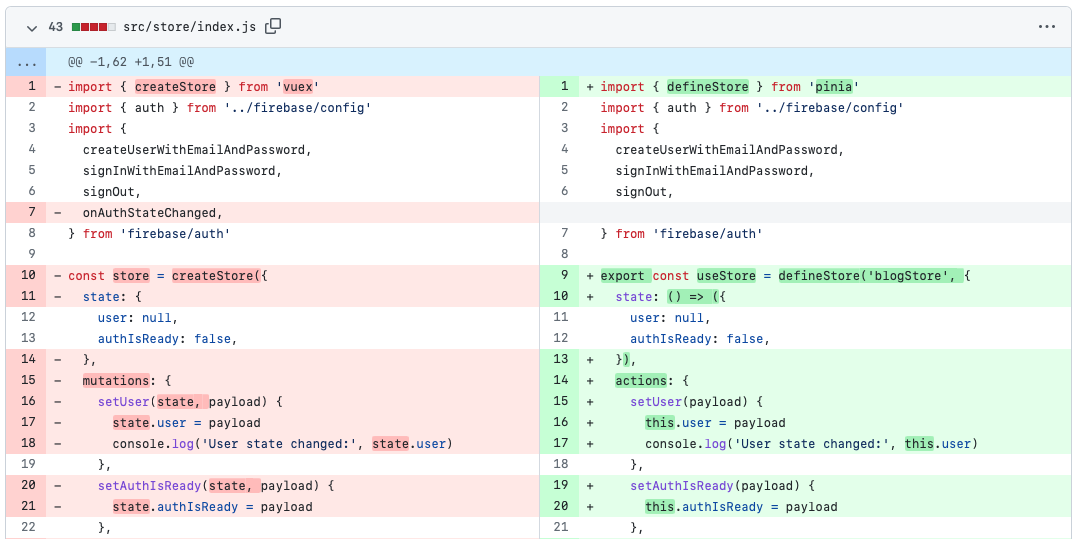 43 src/store/index.js
... @@ -1,62 +1,51 @@
1 - import { createStore } from 'vuex'
2 import { auth } from '../firebase/config'
3 import {
4 createUserWithEmailAndPassword,
5 signInWithEmailAndPassword,
6 signOut,
7 - onAuthStateChanged,
8 } from 'firebase/auth'
9
10 - const store = createStore({
11 - state: {
12 user: null,
13 authIsReady: false,
14 - },
15 - mutations: {
16 - setUser(state, payload) {
17 - state.user = payload
18 - console.log('User state changed:', state.user)
19 },
20 - setAuthIsReady(state, payload) {
21 - state.authIsReady = payload
22 },
1 + import { defineStore } from 'pinia'
2 import { auth } from '../firebase/config'
3 import {
4 createUserWithEmailAndPassword,
5 signInWithEmailAndPassword,
6 signOut,
7 } from 'firebase/auth'
8
9 + export const useStore = defineStore('blogStore', {
10 + state: () => ({
11 user: null,
12 authIsReady: false,
13 + }),
14 + actions: {
15 + setUser(payload) {
16 + this.user = payload
17 + console.log('User state changed:', this.user)
18 },
19 + setAuthIsReady(payload) {
20 + this.authIsReady = payload
21 },